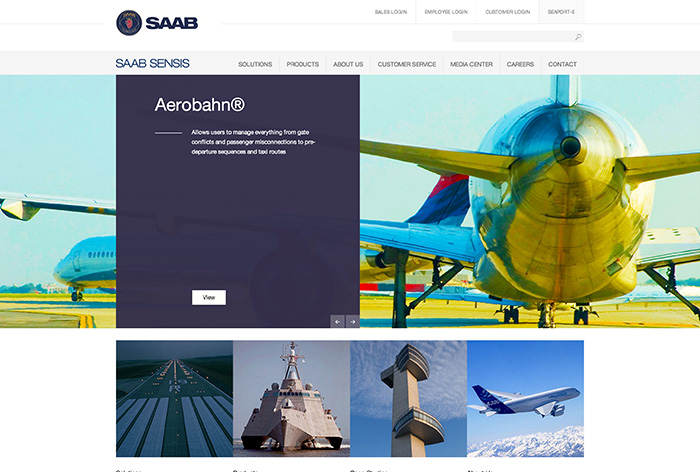 SALES LOGIN EMPLOYEE LOGIN CUSTOMER LOGIN SEAPORT-E
SAAB
SAAB SENSIS
SOLUTIONS PRODUCTS ABOUT US CUSTOMER SERVICE MEDIA CENTER CAREERS CONTACT
Aerobahn®
Allows users to manage everything from gate
conflicts and passenger misconnections to pre-
departure sequences and taxi routes
View
A380